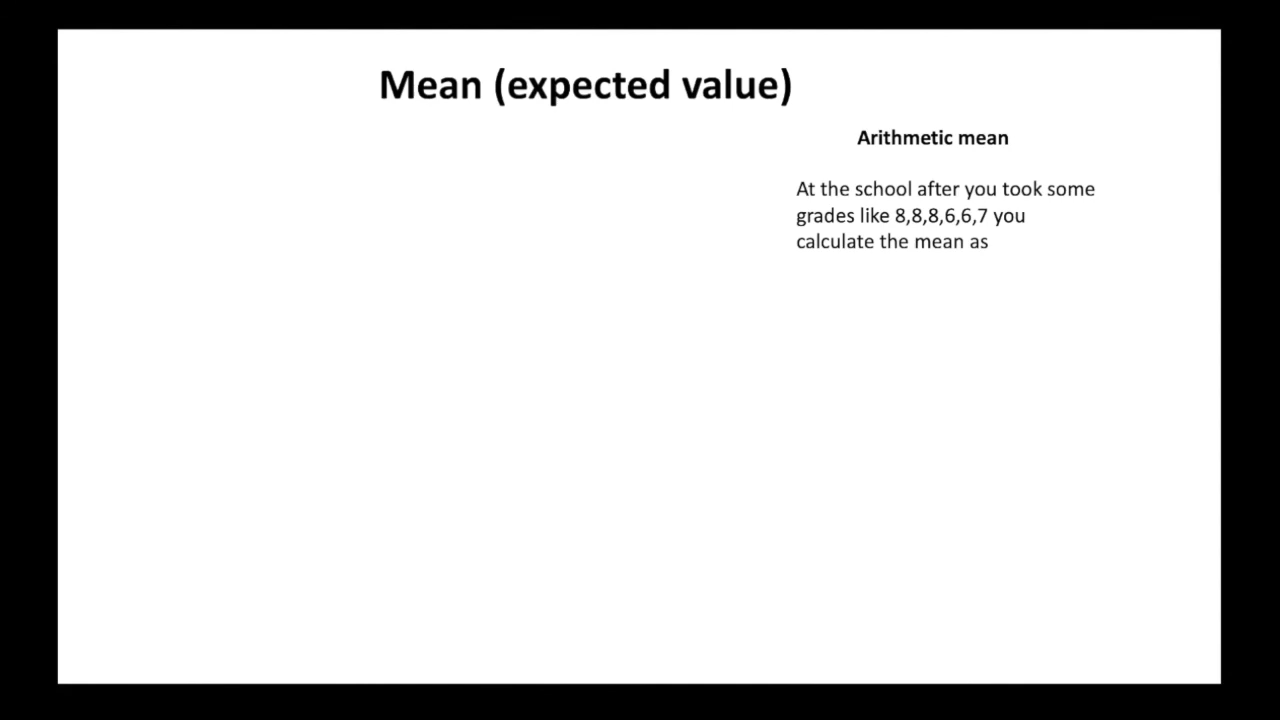 Mean (expected value)
Arithmetic mean
At the school after you took some
grades like 8,8,8,6,6,7 you
calculate the mean as